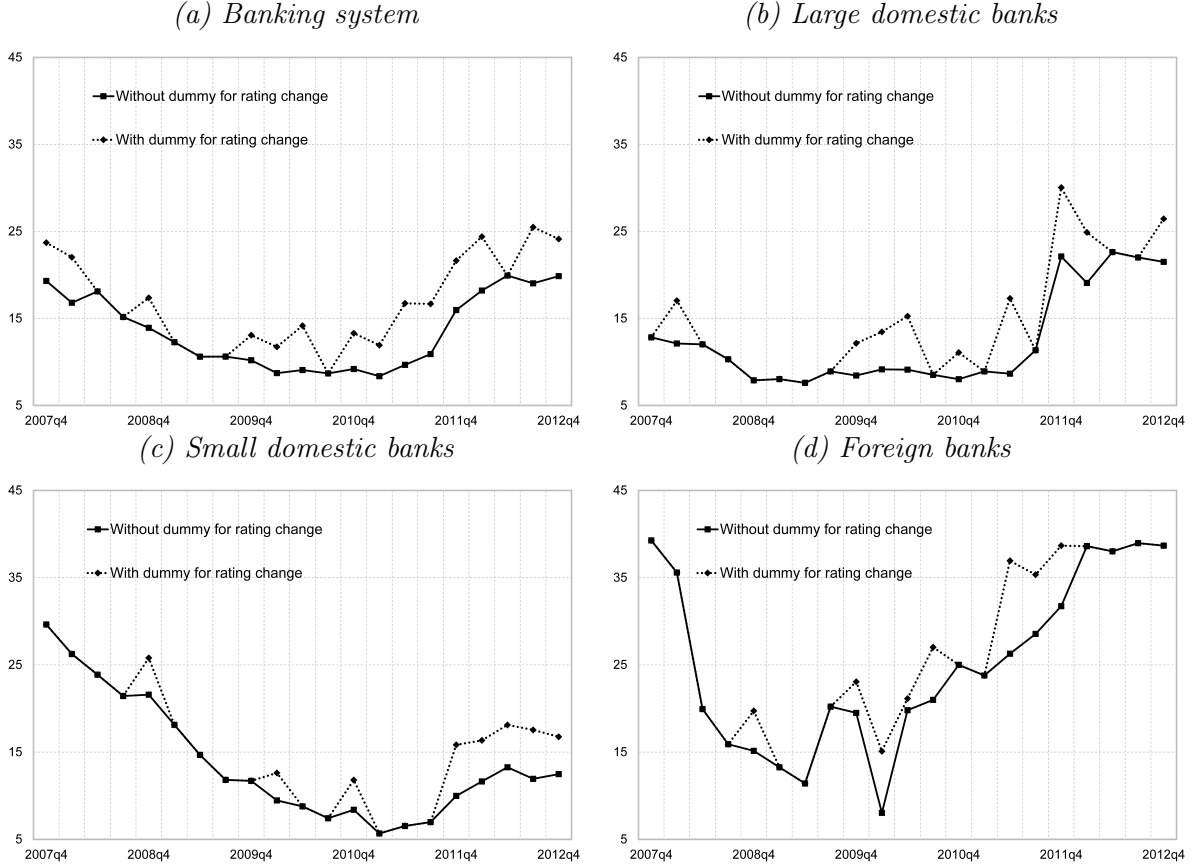 (a) Banking system
45
35
25
15
5
Without dummy for rating change
With dummy for rating change
2007q4 2008q4 2009q4 2010q4 2011q4 2012q4
(b) Large domestic banks
45
35
25
15
5
Without dummy for rating change
With dummy for rating change
2007q4 2008q4 2009q4 2010q4 2011q4 2012q4
(c) Small domestic banks
45
35
25
15
5
Without dummy for rating change
With dummy for rating change
2007q4 2008q4 2009q4 2010q4 2011q4 2012q4
(d) Foreign banks
45
35
25
15
5
Without dummy for rating change
With dummy for rating change
2007q4 2008q4 2009q4 2010q4 2011q4 2012q4